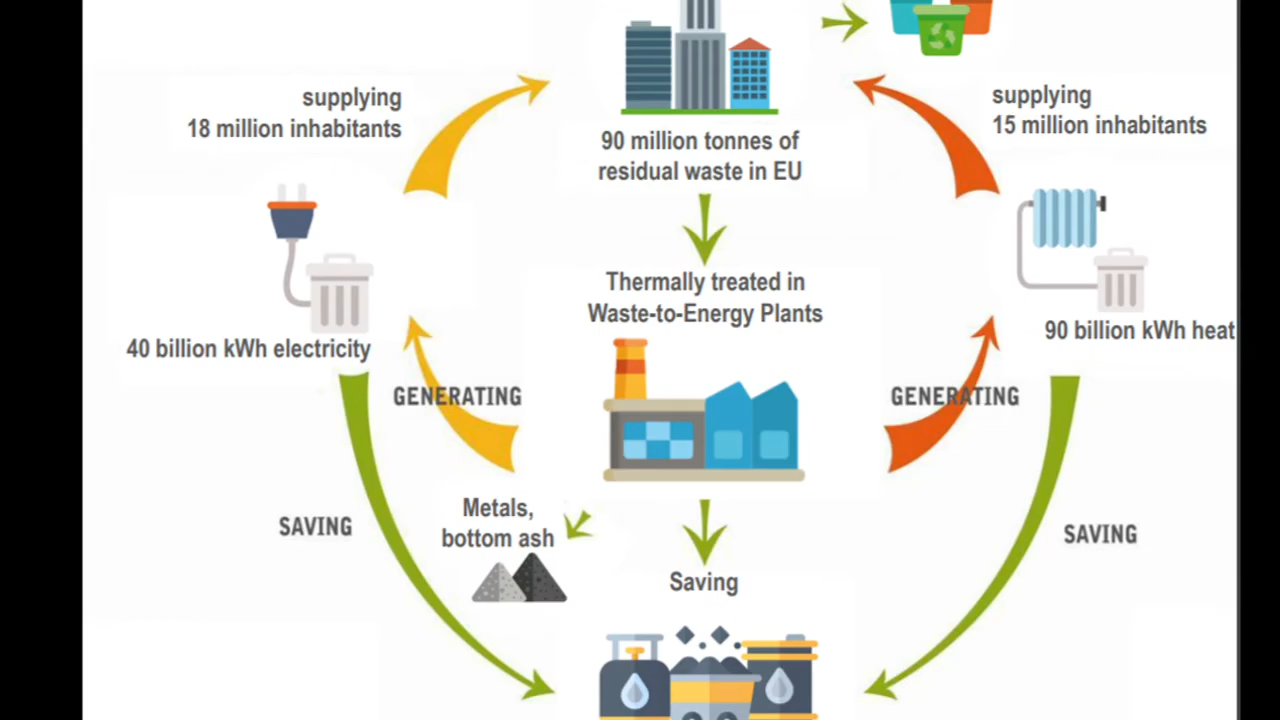 supplying
18 million inhabitants
supplying
15 million inhabitants
90 million tonnes of
residual waste in EU
Thermally treated in
Waste-to-Energy Plants
40 billion kWh electricity
90 billion kWh heat
GENERATING
GENERATING
Metals,
bottom ash
SAVING
SAVING
Saving